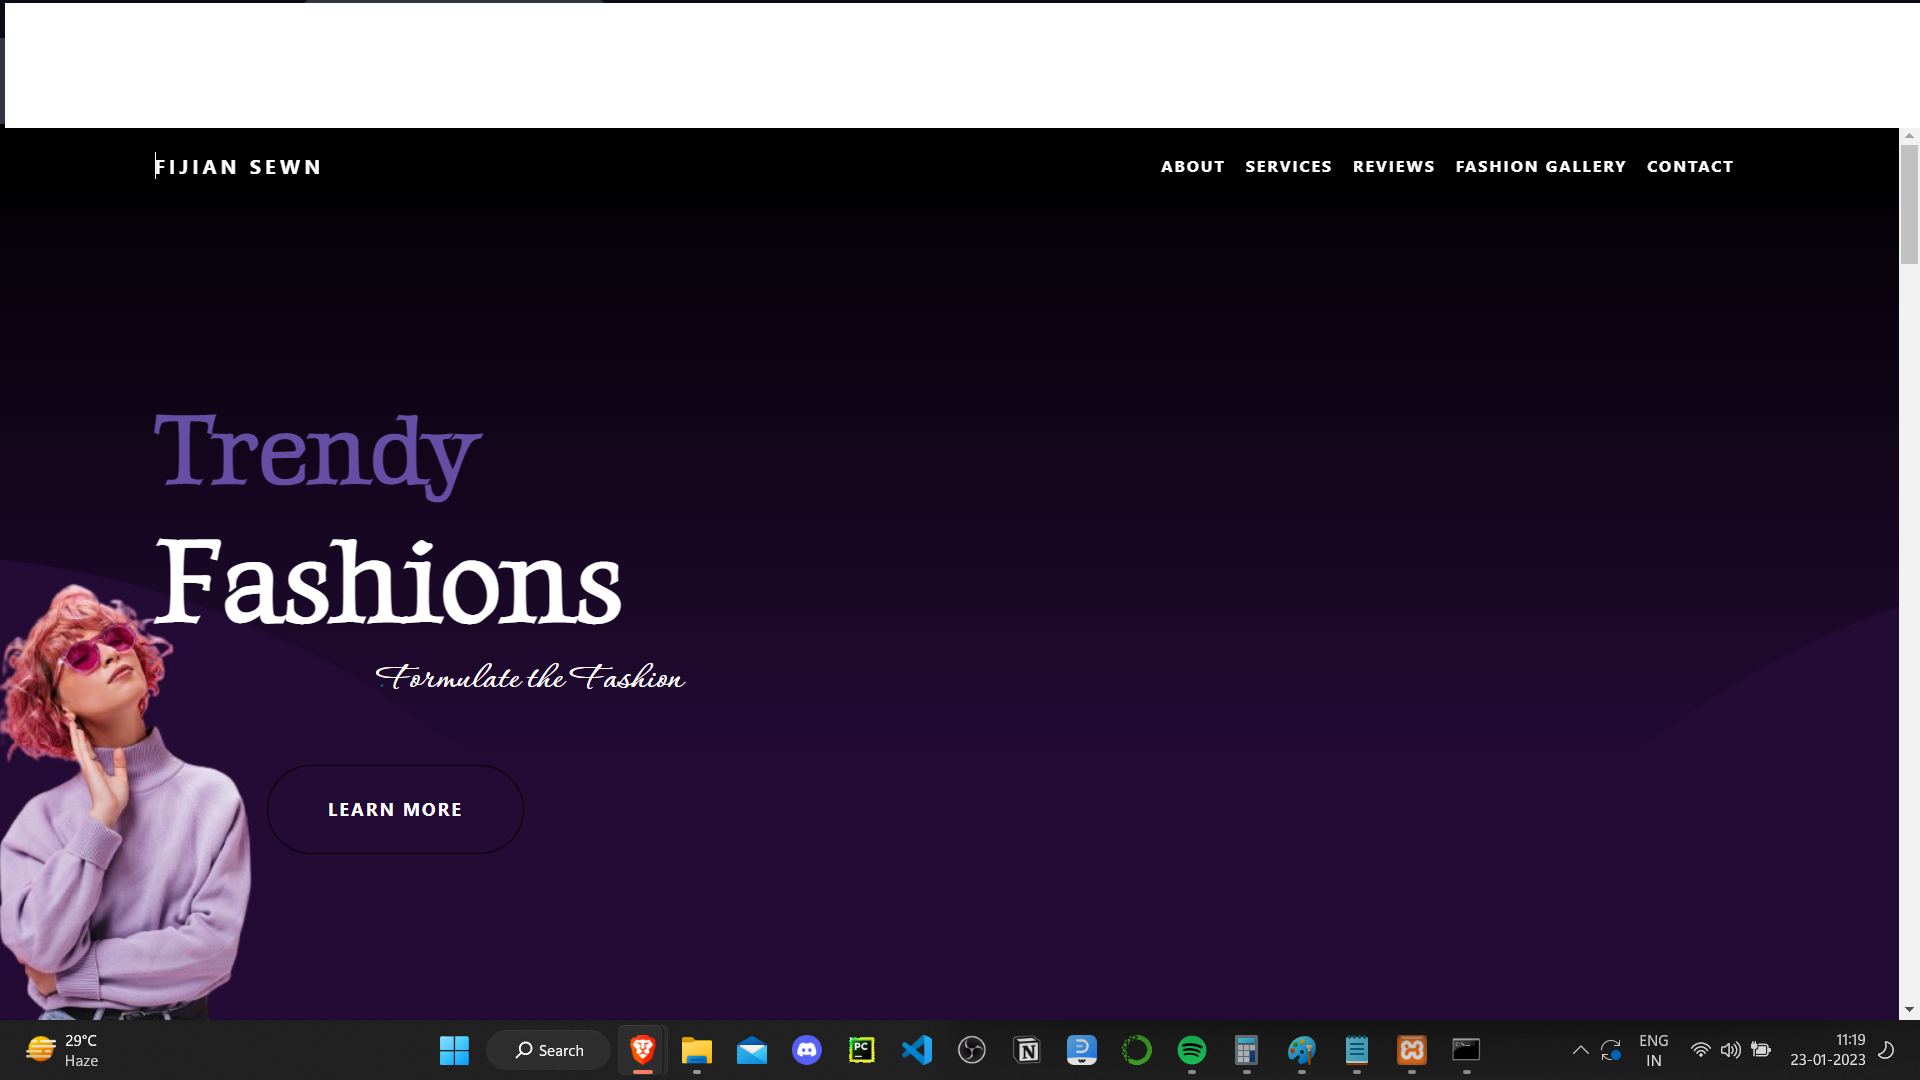 FIJIAN SEWN
ABOUT SERVICES REVIEWS FASHION GALLERY CONTACT
Trendy
Fashions
Formulate the Fashion
LEARN MORE
29°C
Haze
Search
ENG
IN
11:19
23-01-2023